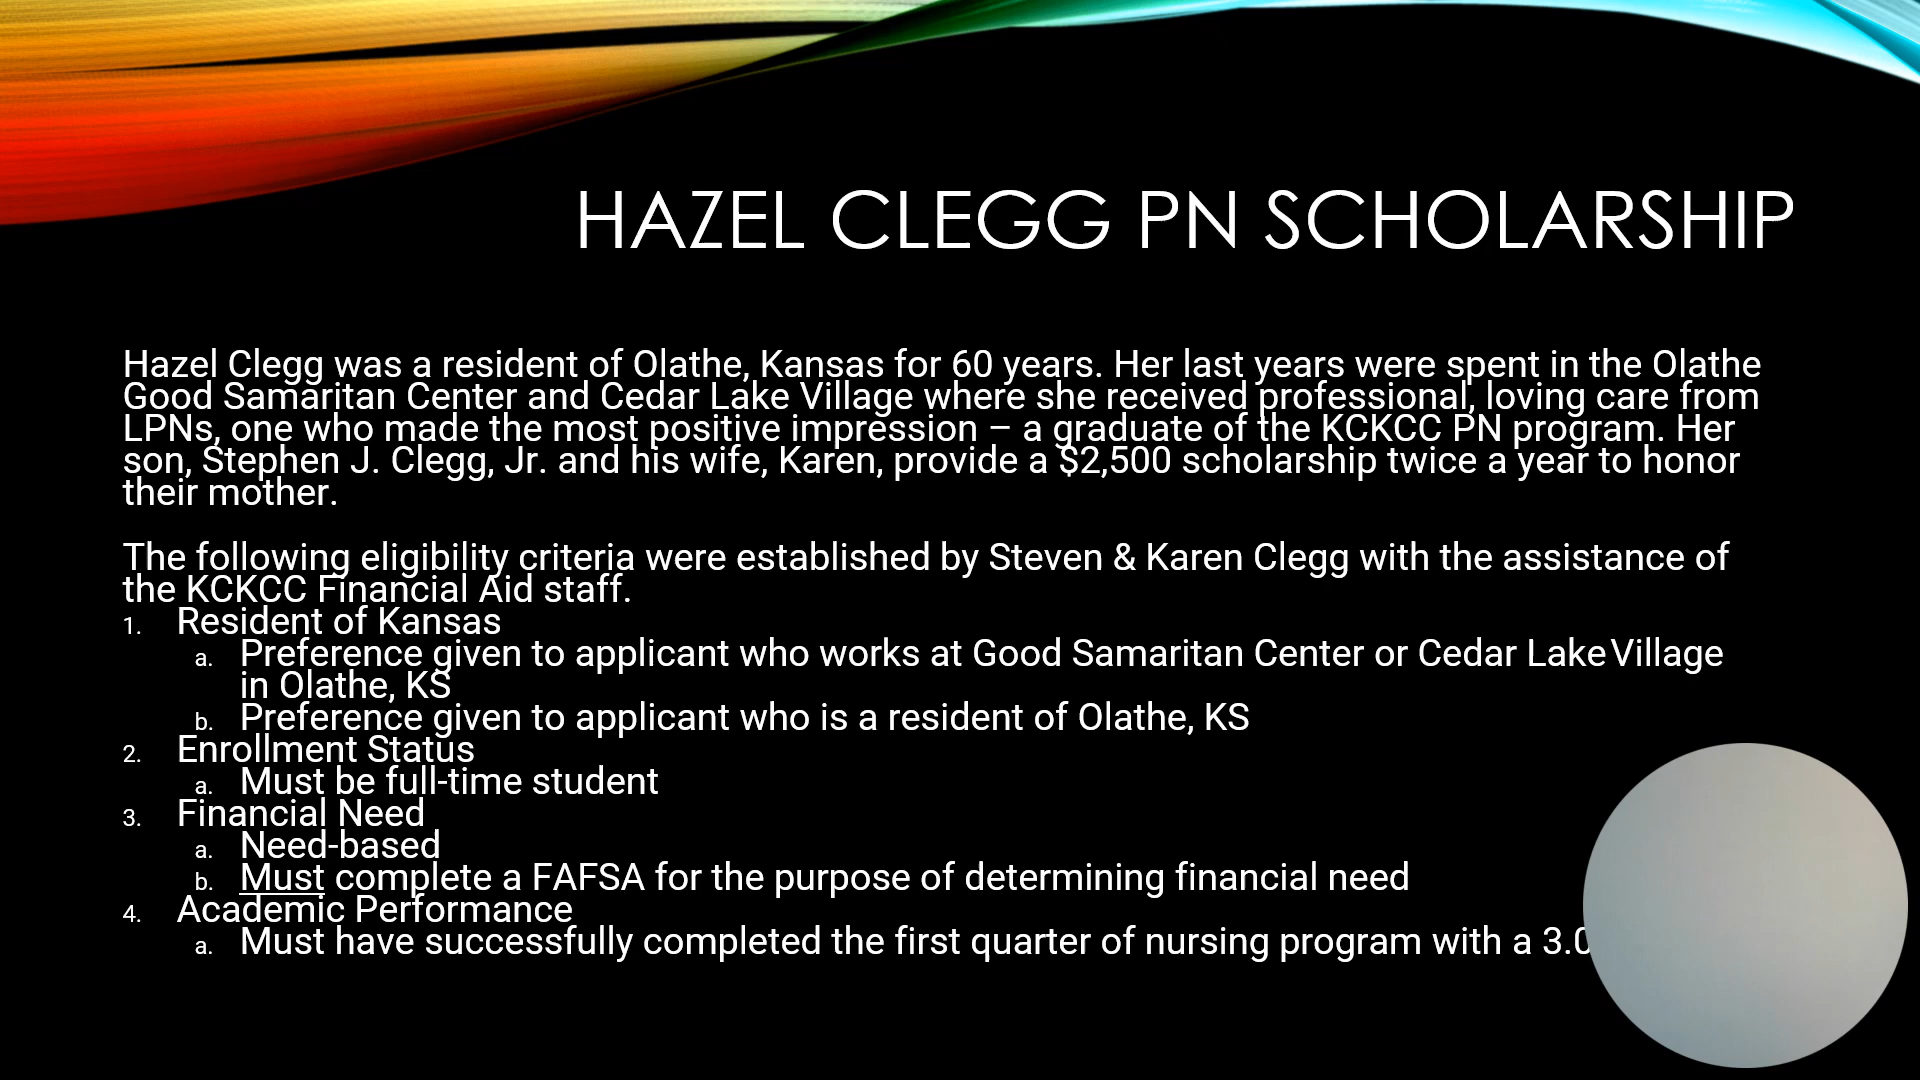 HAZEL CLEGG PN SCHOLARSHIP
Hazel Clegg was a resident of Olathe, Kansas for 60 years. Her last years were spent in the Olathe
Good Samaritan Center and Cedar Lake Village where she received professional, loving care from
LPNs, one who made the most positive impression – a graduate of the KCKCC PN program. Her
son, Stephen J. Clegg, Jr. and his wife, Karen, provide a $2,500 scholarship twice a year to honor
their mother.
The following eligibility criteria were established by Steven & Karen Clegg with the assistance of
the KCKCC Financial Aid staff.
1. Resident of Kansas
a. Preference given to applicant who works at Good Samaritan Center or Cedar Lake Village
in Olathe, KS
b. Preference given to applicant who is a resident of Olathe, KS
2. Enrollment Status
a. Must be full-time student
3. Financial Need
a. Need-based
b. Must complete a FAFSA for the purpose of determining financial need
4. Academic Performance
a. Must have successfully completed the first quarter of nursing program with a 3.0